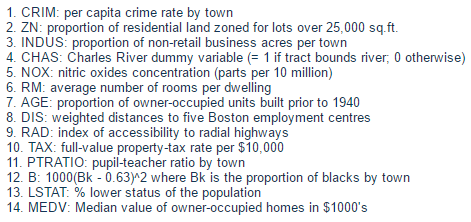 1. CRIM: per capita crime rate by town
2. ZN: proportion of residential land zoned for lots over 25,000 sq.ft.
3. INDUS: proportion of non-retail business acres per town
4. CHAS: Charles River dummy variable (= 1 if tract bounds river; 0 otherwise)
5. NOX: nitric oxides concentration (parts per 10 million)
6. RM: average number of rooms per dwelling
7. AGE: proportion of owner-occupied units built prior to 1940
8. DIS: weighted distances to five Boston employment centres
9. RAD: index of accessibility to radial highways
10. TAX: full-value property-tax rate per $10,000
11. PTRATIO: pupil-teacher ratio by town
12. B: 1000(Bk - 0.63)^2 where Bk is the proportion of blacks by town
13. LSTAT: % lower status of the population
14. MEDV: Median value of owner-occupied homes in $1000's